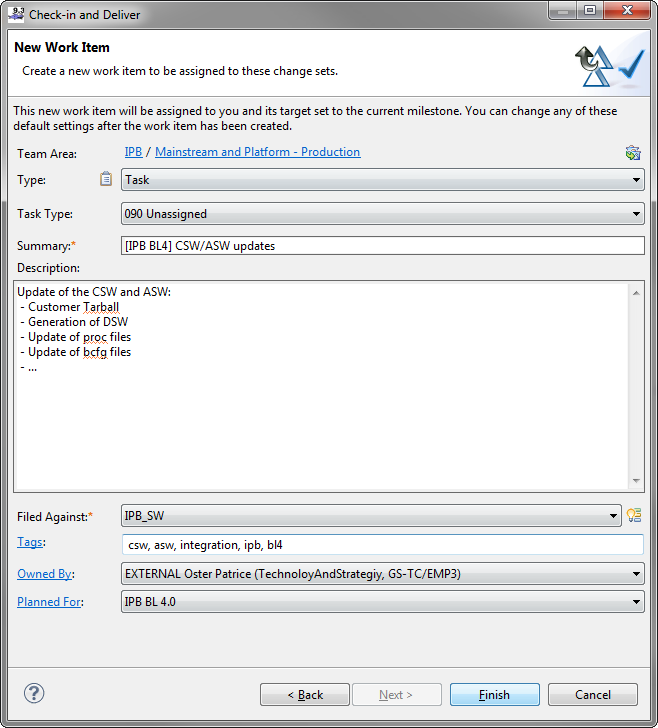 9.3 Check-in and Deliver
New Work Item
Create a new work item to be assigned to these change sets.
This new work item will be assigned to you and its target set to the current milestone. You can change any of these
default settings after the work item has been created.
Team Area: IPB / Mainstream and Platform - Production
Type: Task
Task Type: 090 Unassigned
Summary:* [IPB BL4] CSW/ASW updates
Description:
Update of the CSW and ASW:
- Customer Tarball
- Generation of DSW
- Update of proc files
- Update of bcfg files
- ...
Filed Against:* IPB_SW
Tags: csw, asw, integration, ipb, bl4
Owned By: EXTERNAL Oster Patrice (TechnoloyAndStrategiy, GS-TC/EMP3)
Planned For: IPB BL 4.0
? < Back Next > Finish Cancel